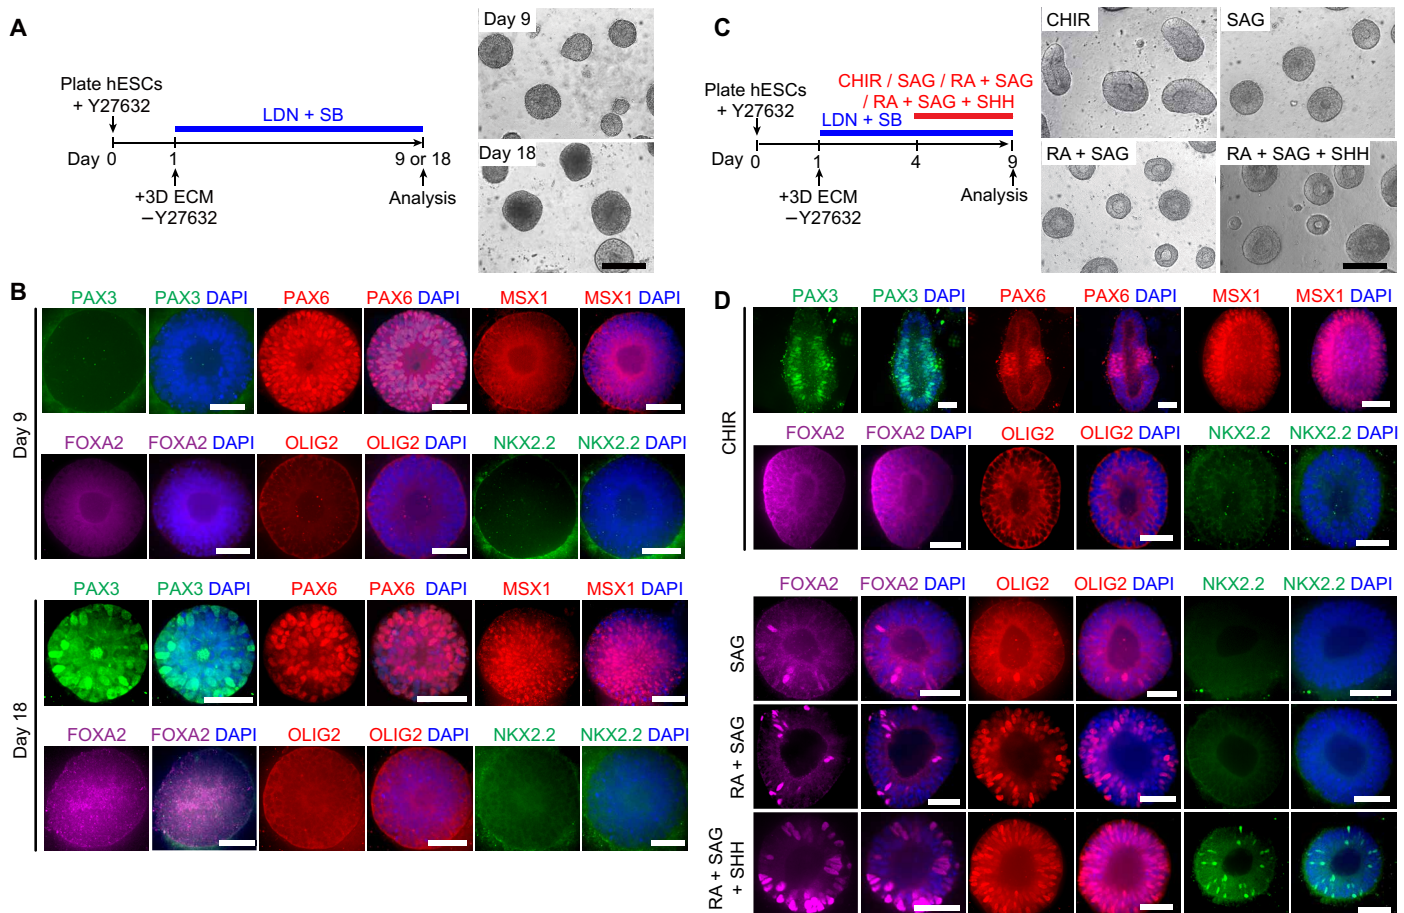 A
Plate hESCs
+ Y27632
LDN + SB
Day 0 1 9 or 18
+3D ECM
–Y27632
Analysis
Day 9
Day 18
C
Plate hESCs
+ Y27632
CHIR / SAG / RA + SAG
/ RA + SAG + SHH
LDN + SB
Day 0 1 4 9
+3D ECM
–Y27632
Analysis
CHIR
SAG
RA + SAG
RA + SAG + SHH
B
Day 9
PAX3 PAX3 DAPI PAX6 PAX6 DAPI MSX1 MSX1 DAPI
FOXA2 FOXA2 DAPI OLIG2 OLIG2 DAPI NKX2.2 NKX2.2 DAPI
Day 18
PAX3 PAX3 DAPI PAX6 PAX6 DAPI MSX1 MSX1 DAPI
FOXA2 FOXA2 DAPI OLIG2 OLIG2 DAPI NKX2.2 NKX2.2 DAPI
D
CHIR
PAX3 PAX3 DAPI PAX6 PAX6 DAPI MSX1 MSX1 DAPI
FOXA2 FOXA2 DAPI OLIG2 OLIG2 DAPI NKX2.2 NKX2.2 DAPI
FOXA2 FOXA2 DAPI OLIG2 OLIG2 DAPI NKX2.2 NKX2.2 DAPI
SAG
RA + SAG
RA + SAG
+ SHH